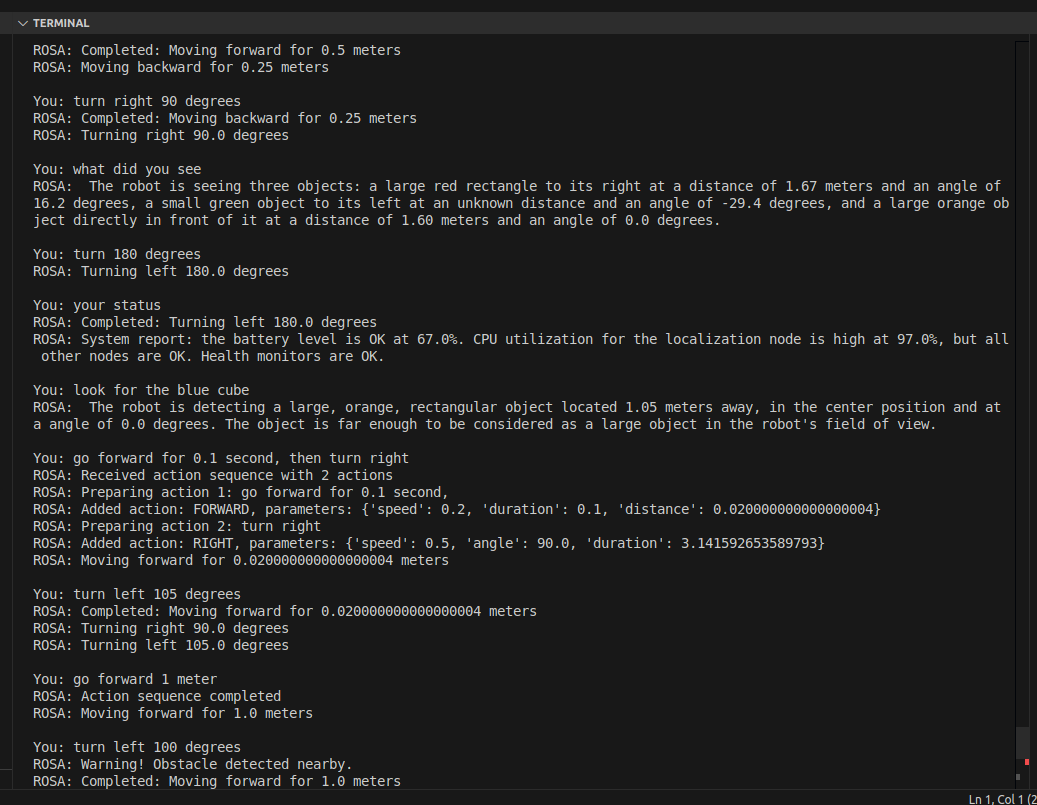 TERMINAL
ROSA: Completed: Moving forward for 0.5 meters
ROSA: Moving backward for 0.25 meters
You: turn right 90 degrees
ROSA: Completed: Moving backward for 0.25 meters
ROSA: Turning right 90.0 degrees
You: what did you see
ROSA:  The robot is seeing three objects: a large red rectangle to its right at a distance of 1.67 meters and an angle of
16.2 degrees, a small green object to its left at an unknown distance and an angle of -29.4 degrees, and a large orange ob
ject directly in front of it at a distance of 1.60 meters and an angle of 0.0 degrees.
You: turn 180 degrees
ROSA: Turning left 180.0 degrees
You: your status
ROSA: Completed: Turning left 180.0 degrees
ROSA: System report: the battery level is OK at 67.0%. CPU utilization for the localization node is high at 97.0%, but all
other nodes are OK. Health monitors are OK.
You: look for the blue cube
ROSA:  The robot is detecting a large, orange, rectangular object located 1.05 meters away, in the center position and at
a angle of 0.0 degrees. The object is far enough to be considered as a large object in the robot's field of view.
You: go forward for 0.1 second, then turn right
ROSA: Received action sequence with 2 actions
ROSA: Preparing action 1: go forward for 0.1 second,
ROSA: Added action: FORWARD, parameters: {'speed': 0.2, 'duration': 0.1, 'distance': 0.020000000000000004}
ROSA: Preparing action 2: turn right
ROSA: Added action: RIGHT, parameters: {'speed': 0.5, 'angle': 90.0, 'duration': 3.141592653589793}
ROSA: Moving forward for 0.020000000000000004 meters
You: turn left 105 degrees
ROSA: Completed: Moving forward for 0.020000000000000004 meters
ROSA: Turning right 90.0 degrees
ROSA: Turning left 105.0 degrees
You: go forward 1 meter
ROSA: Action sequence completed
ROSA: Moving forward for 1.0 meters
You: turn left 100 degrees
ROSA: Warning! Obstacle detected nearby.
ROSA: Completed: Moving forward for 1.0 meters
Ln 1, Col 1 (2